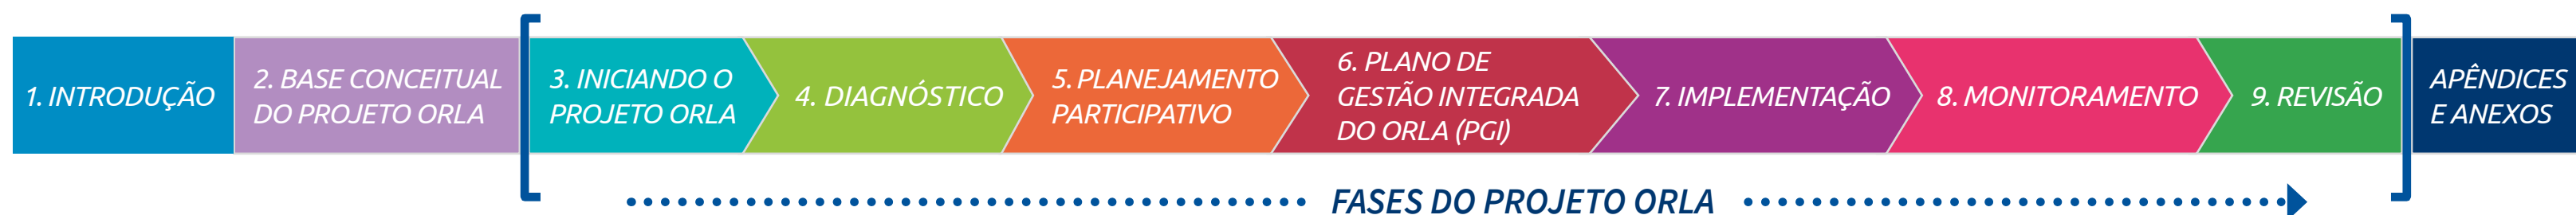 1. INTRODUÇÃO
2. BASE CONCEITUAL
DO PROJETO ORLA
3. INICIANDO O
PROJETO ORLA
4. DIAGNÓSTICO
5. PLANEJAMENTO
PARTICIPATIVO
6. PLANO DE
GESTÃO INTEGRADA
DO ORLA (PGI)
7. IMPLEMENTAÇÃO
8. MONITORAMENTO
9. REVISÃO
APÊNDICES
E ANEXOS
FASES DO PROJETO ORLA